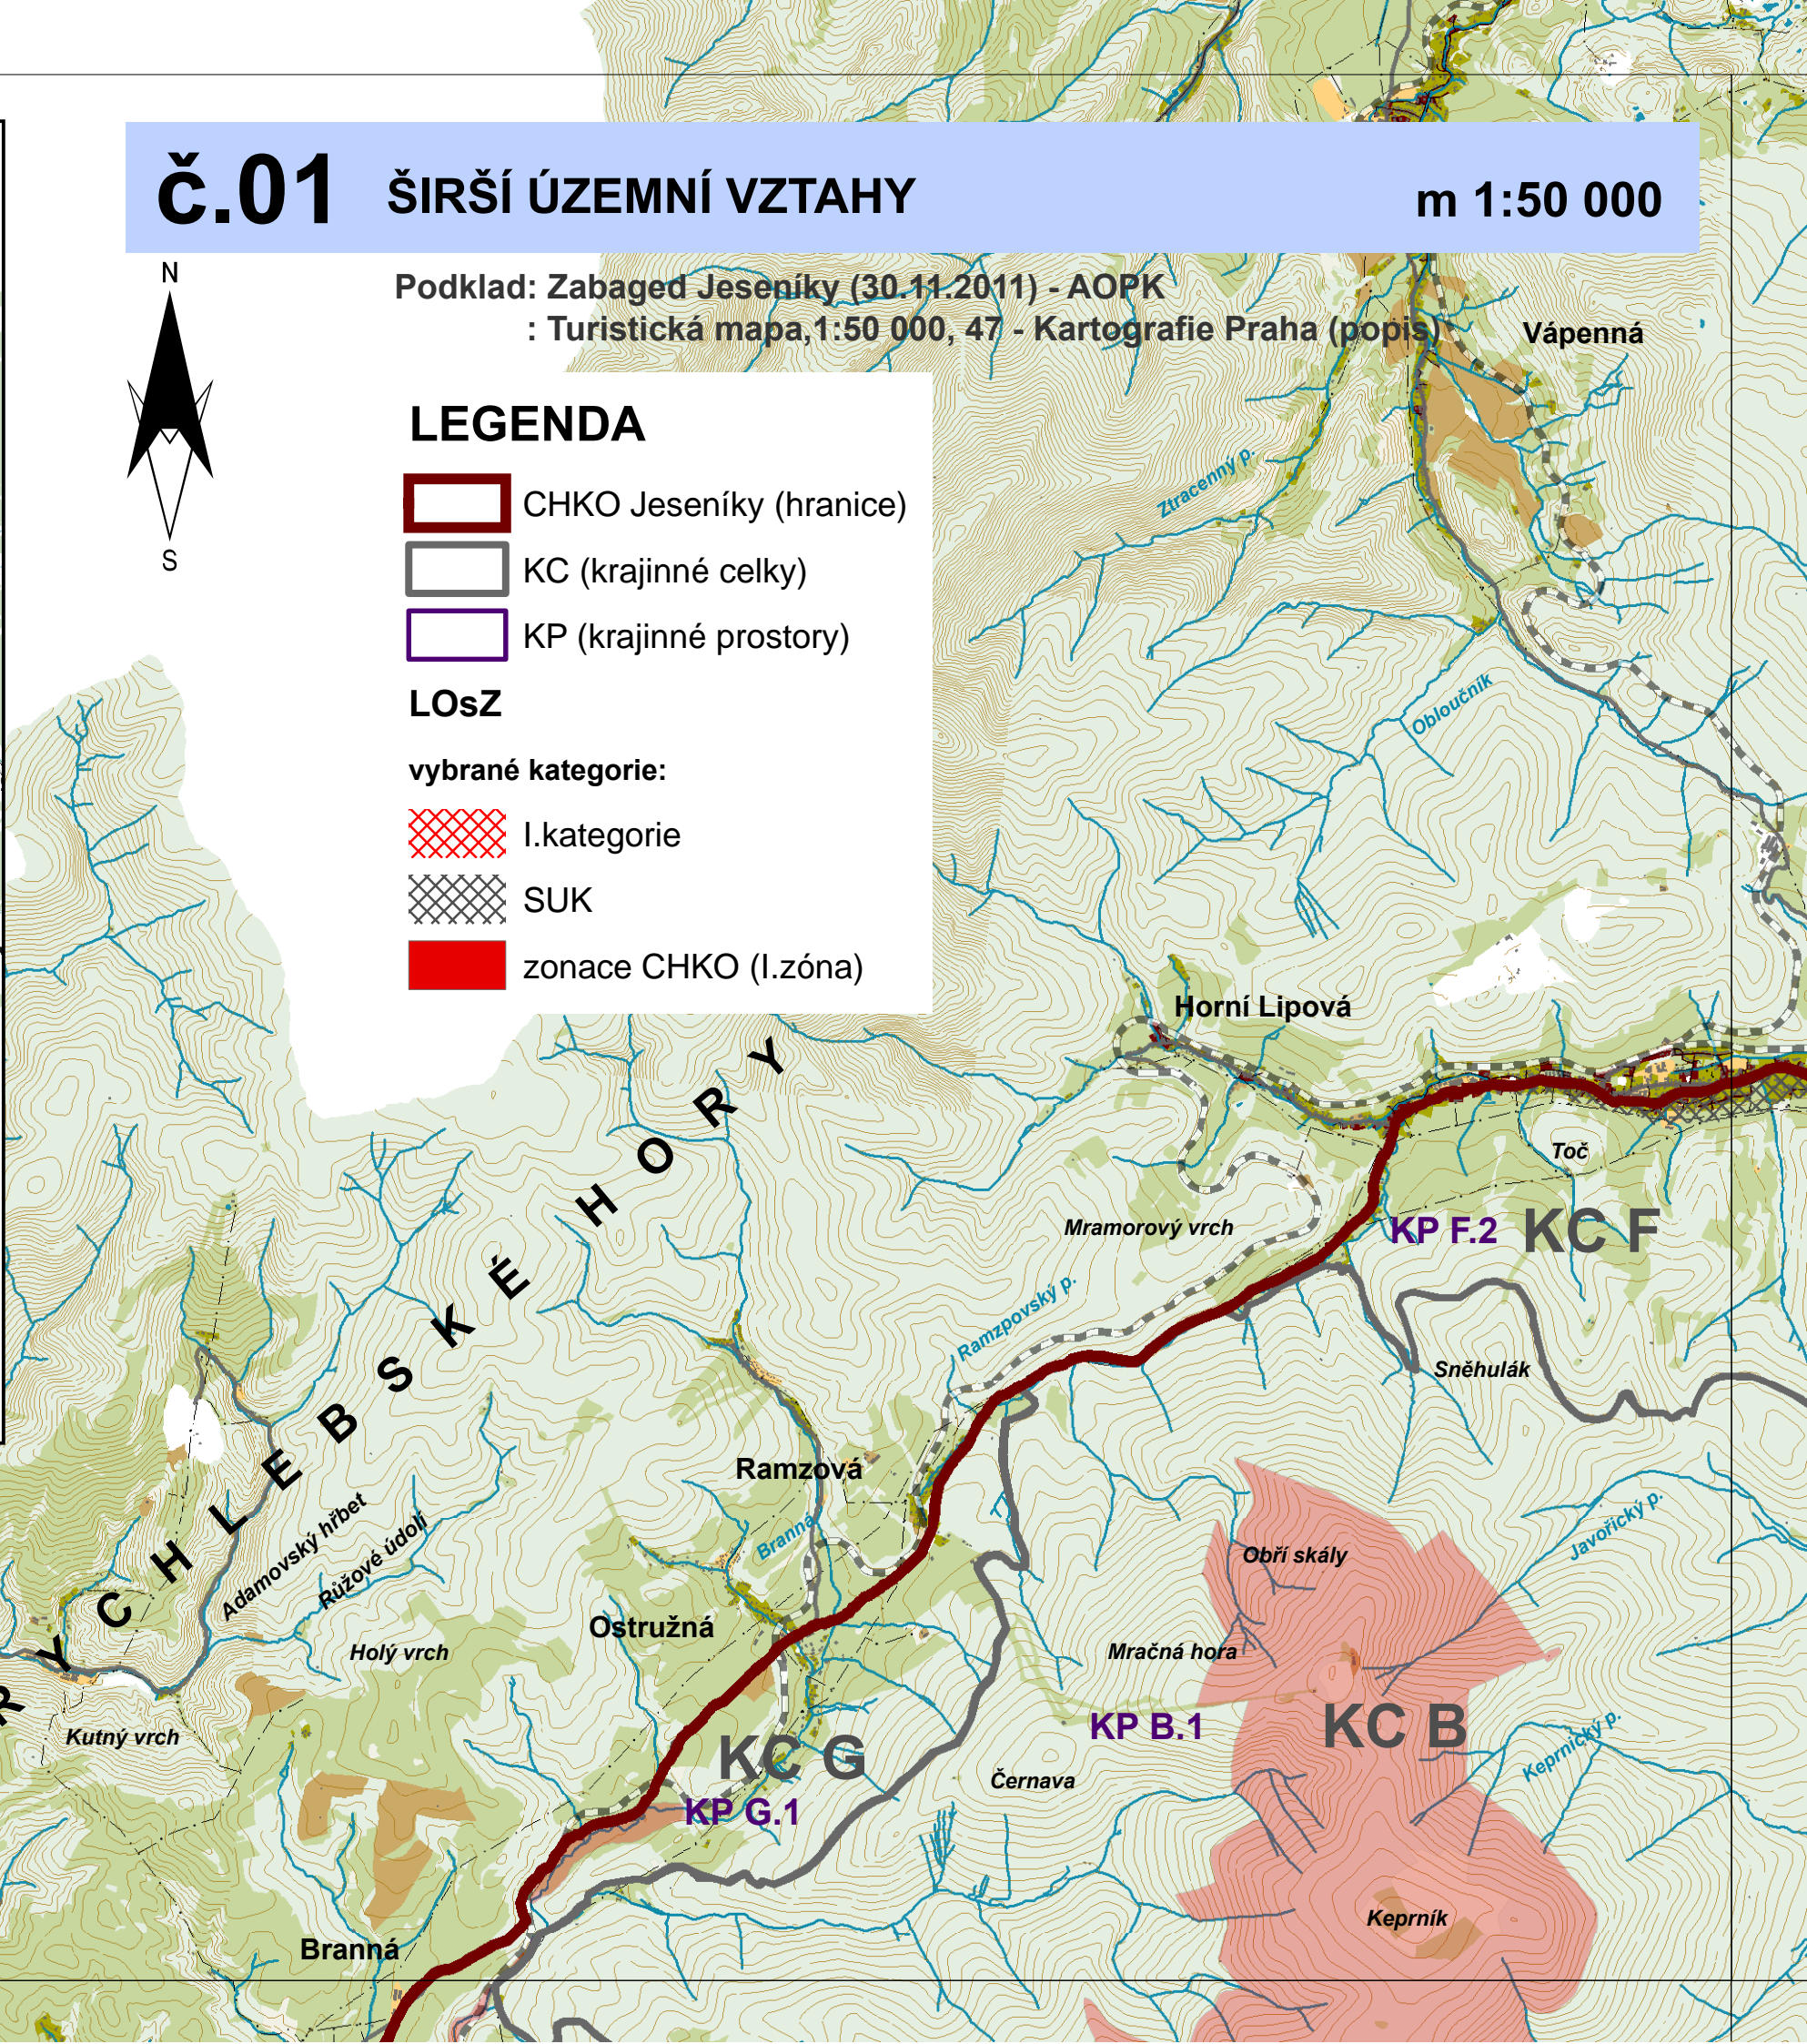 č.01 ŠIRŠÍ ÚZEMNÍ VZTAHY m 1:50 000
N
S
Podklad: Zabaged Jeseníky (30.11.2011) - AOPK
: Turistická mapa,1:50 000, 47 - Kartografie Praha (popis)
LEGENDA
CHKO Jeseníky (hranice)
KC (krajinné celky)
KP (krajinné prostory)
LOsZ
vybrané kategorie:
I.kategorie
SUK
zonace CHKO (I.zóna)
Vápenná
Ztracenný p.
Obloučník
Horní Lipová
Toč
Mramorový vrch
KP F.2
KC F
Ramzpovský p.
Sněhulák
RYCHLEBSKÉ HORY
Ramzová
Branná
Adamovský hřbet
Růžové údolí
Obří skály
Javořický p.
Ostružná
Holý vrch
Mračná hora
Kutný vrch
KP B.1
KC B
Keprnický p.
KC G
Černava
KP G.1
Keprník
Branná